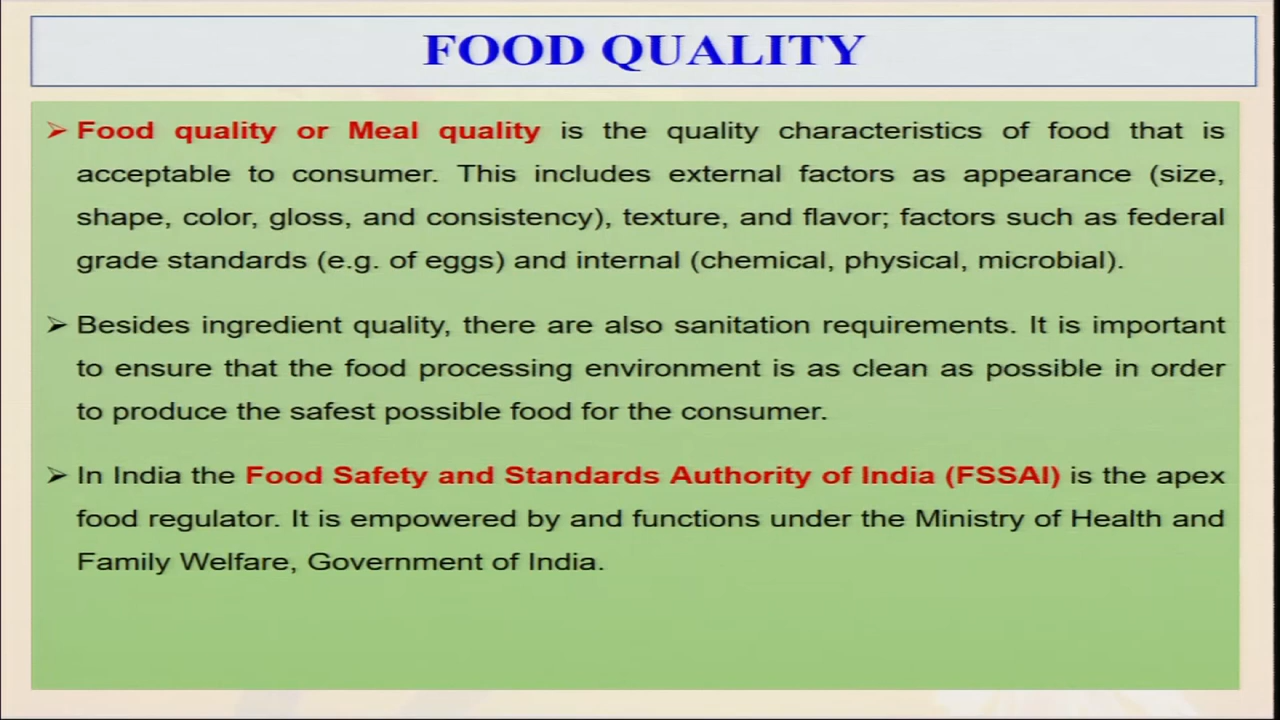 FOOD QUALITY
➢ Food quality or Meal quality is the quality characteristics of food that is
acceptable to consumer. This includes external factors as appearance (size,
shape, color, gloss, and consistency), texture, and flavor; factors such as federal
grade standards (e.g. of eggs) and internal (chemical, physical, microbial).
➢ Besides ingredient quality, there are also sanitation requirements. It is important
to ensure that the food processing environment is as clean as possible in order
to produce the safest possible food for the consumer.
➢ In India the Food Safety and Standards Authority of India (FSSAI) is the apex
food regulator. It is empowered by and functions under the Ministry of Health and
Family Welfare, Government of India.